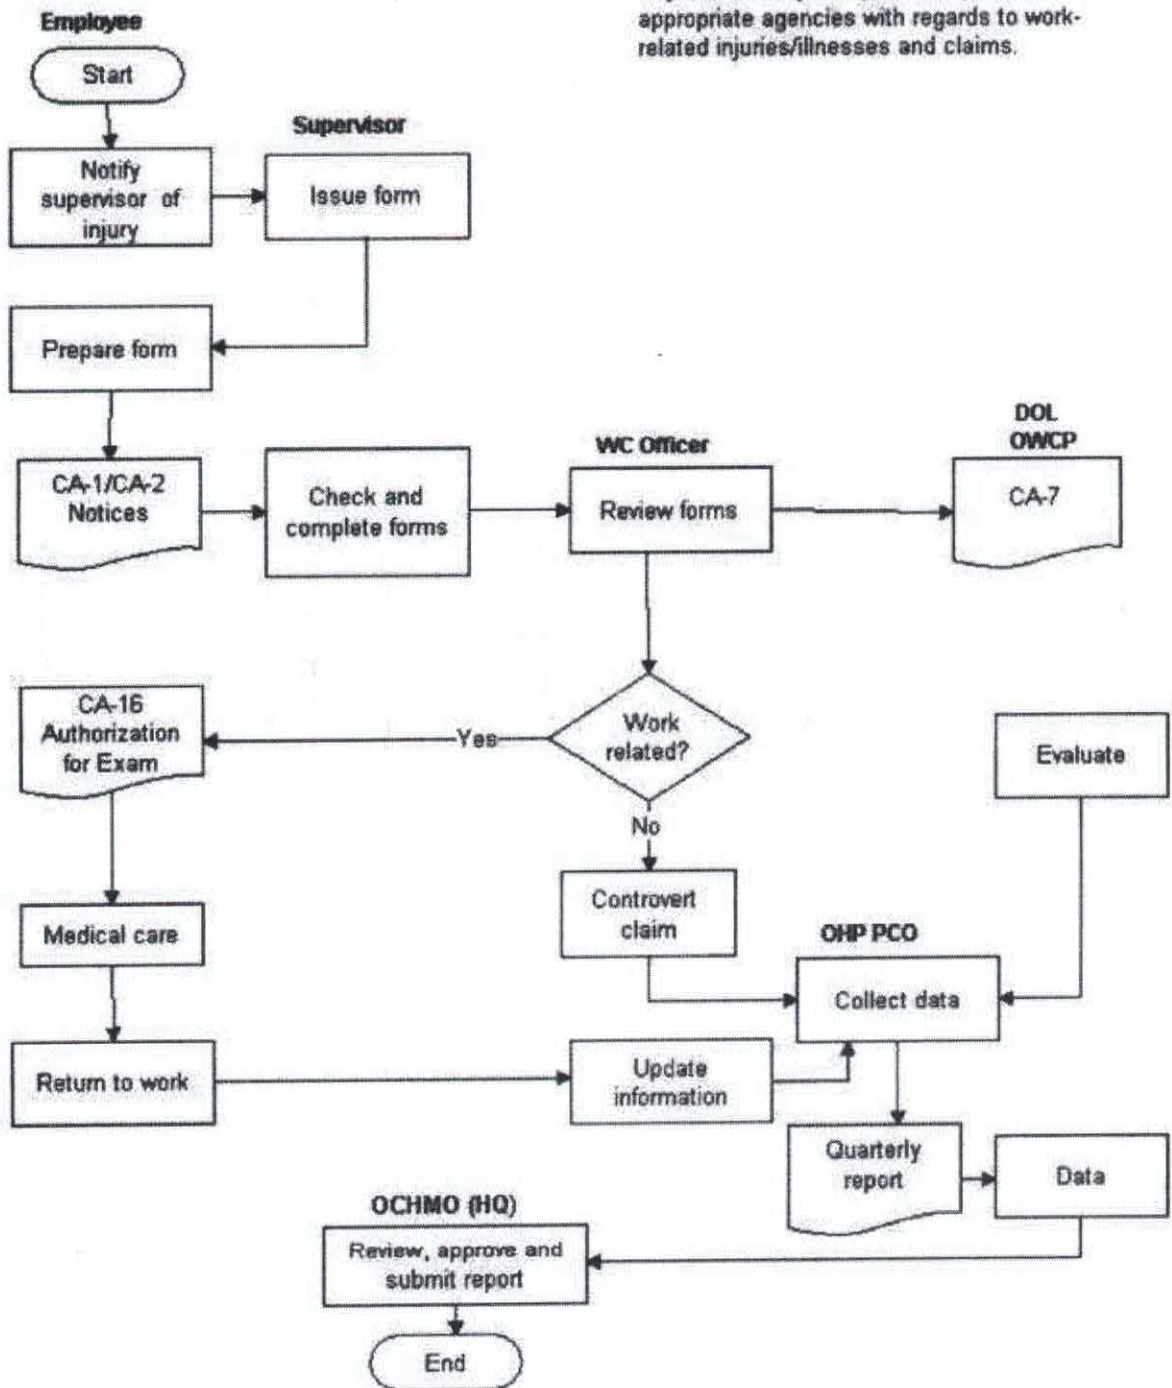 appropriate agencies with regards to work-
related injuries/illnesses and claims.
Employee
Start
Supervisor
Notify
supervisor of
injury
Issue form
Prepare form
DOL
OWCP
WC Officer
CA-1/CA-2
Notices
Check and
complete forms
Review forms
CA-7
CA-16
Authorization
for Exam
Yes
Work
related?
Evaluate
No
Controvert
claim
Medical care
OHP PCO
Collect data
Return to work
Update
information
Quarterly
report
Data
OCHMO (HQ)
Review, approve and
submit report
End